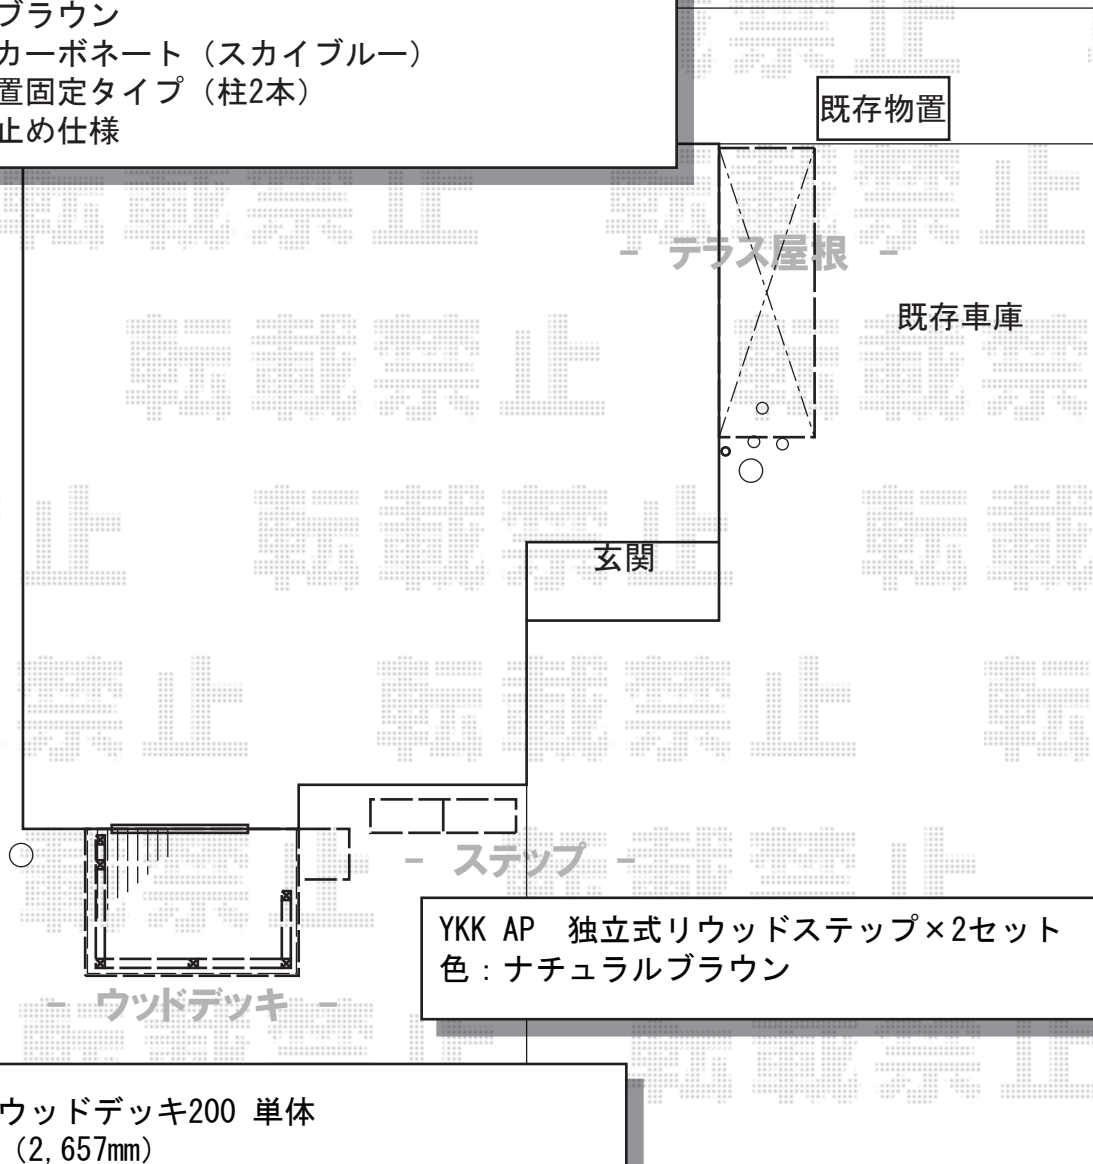 ブラウン
カーボネート（スカイブルー）
置固定タイプ（柱2本）
止め仕様
既存物置
- テラス屋根 -
既存車庫
玄関
- ステップ -
YKK AP 独立式リウッドステップ×2セット
色：ナチュラルブラウン
- ウッドデッキ -
ウッドデッキ200 単体
（2,657mm）
転載禁止